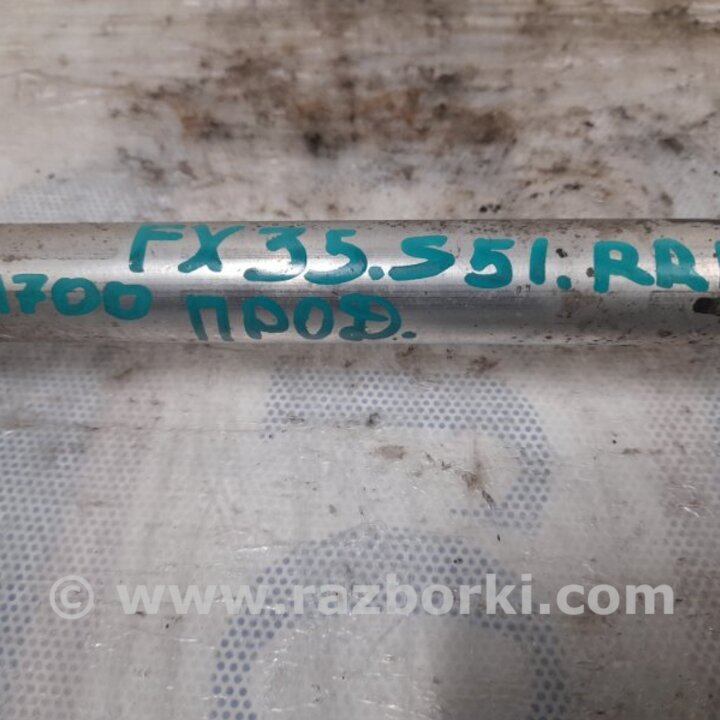 FX35.S51.RR
1700 ПРОД.
© www.razborki.com